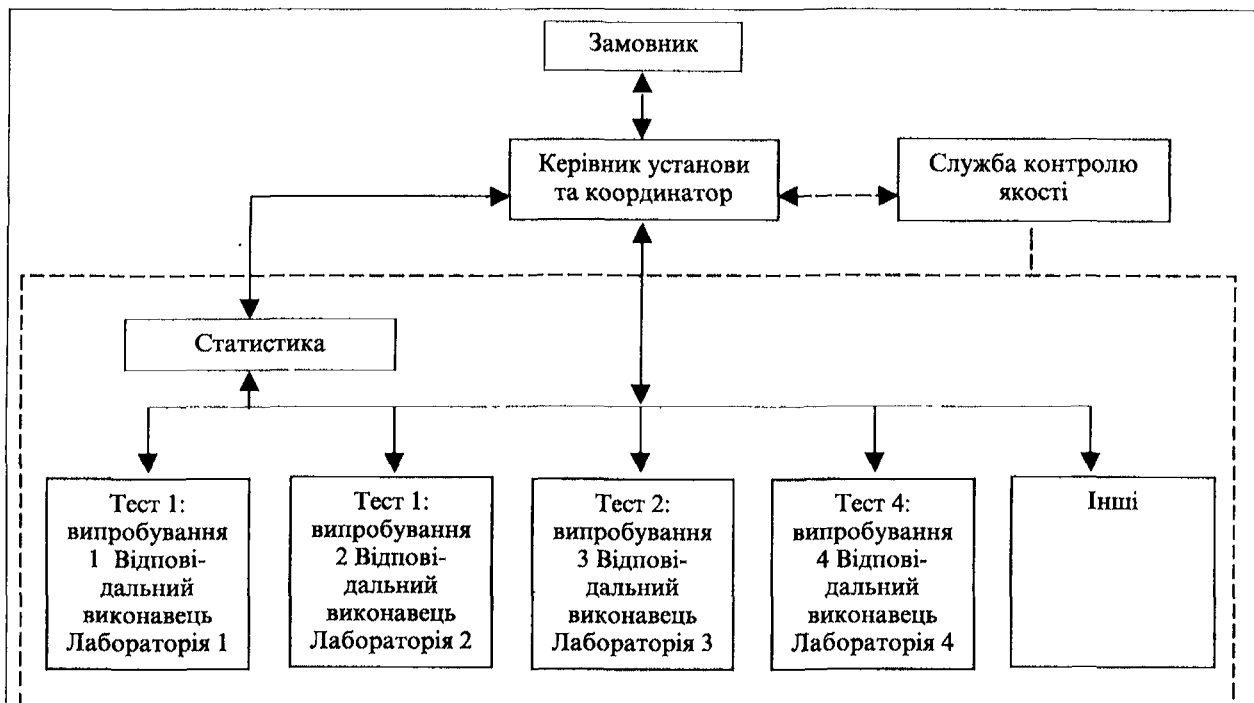 Замовник
Керівник установи
та координатор
Служба контролю
якості
Статистика
Тест 1:
випробування
1 Відпові-
дальний
виконавець
Лабораторія 1
Тест 1:
випробування
2 Відпові-
дальний
виконавець
Лабораторія 2
Тест 2:
випробування
3 Відпові-
дальний
виконавець
Лабораторія 3
Тест 4:
випробування
4 Відпові-
дальний
виконавець
Лабораторія 4
Інші